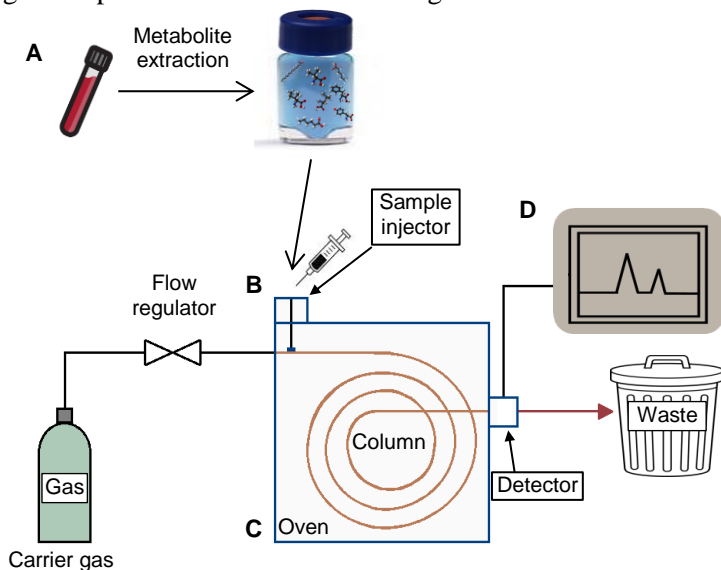 A
Metabolite
extraction
Sample
injector
D
B
Flow
regulator
Column
Waste
Gas
Detector
C
Oven
Carrier gas